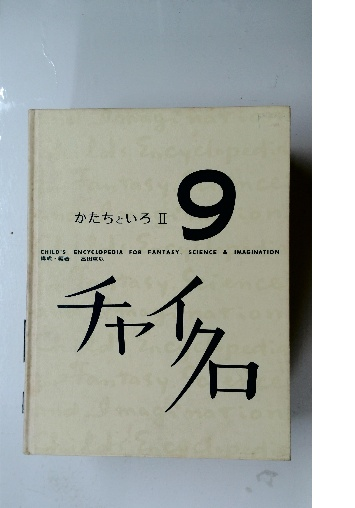 かたちといろ II
9
CHILD'S ENCYCLOPEDIA FOR FANTASY, SCIENCE & IMAGINATION
チャイクロ